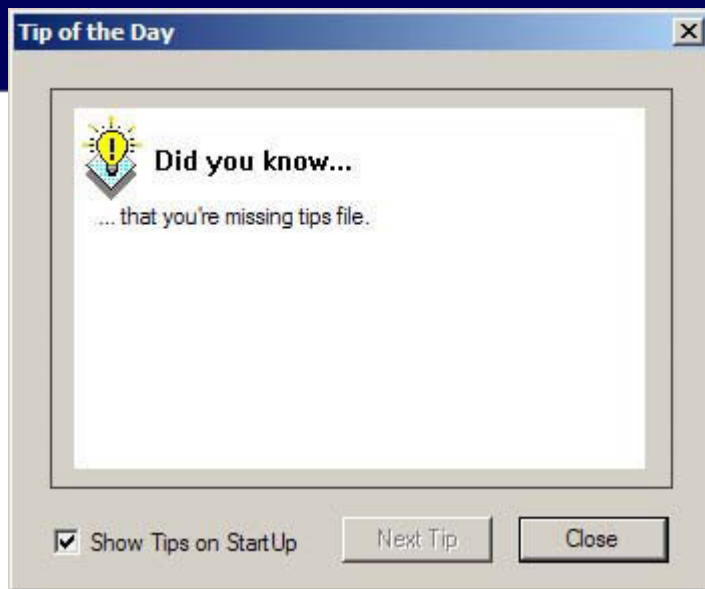 Tip of the Day
Did you know...
... that you're missing tips file.
Show Tips on StartUp
Next Tip
Close